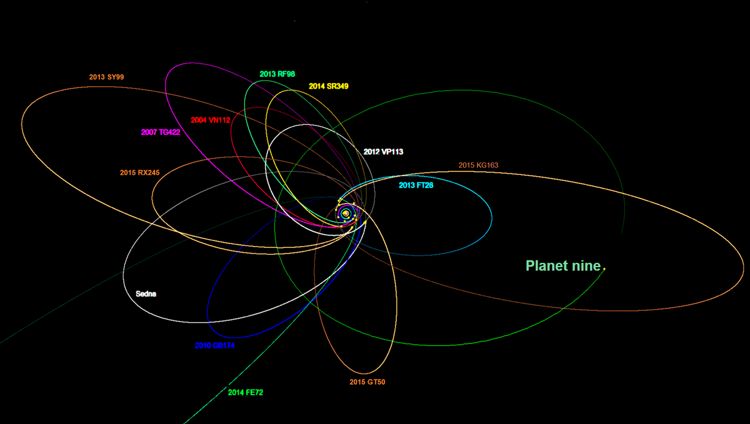 2013 SY99
2013 RF98
2014 SR349
2007 TG422
2004 VN112
2012 VP113
2015 KG163
2015 RX245
2013 FT28
Planet nine
Sedna
2010 GB174
2014 FE72
2015 GT50